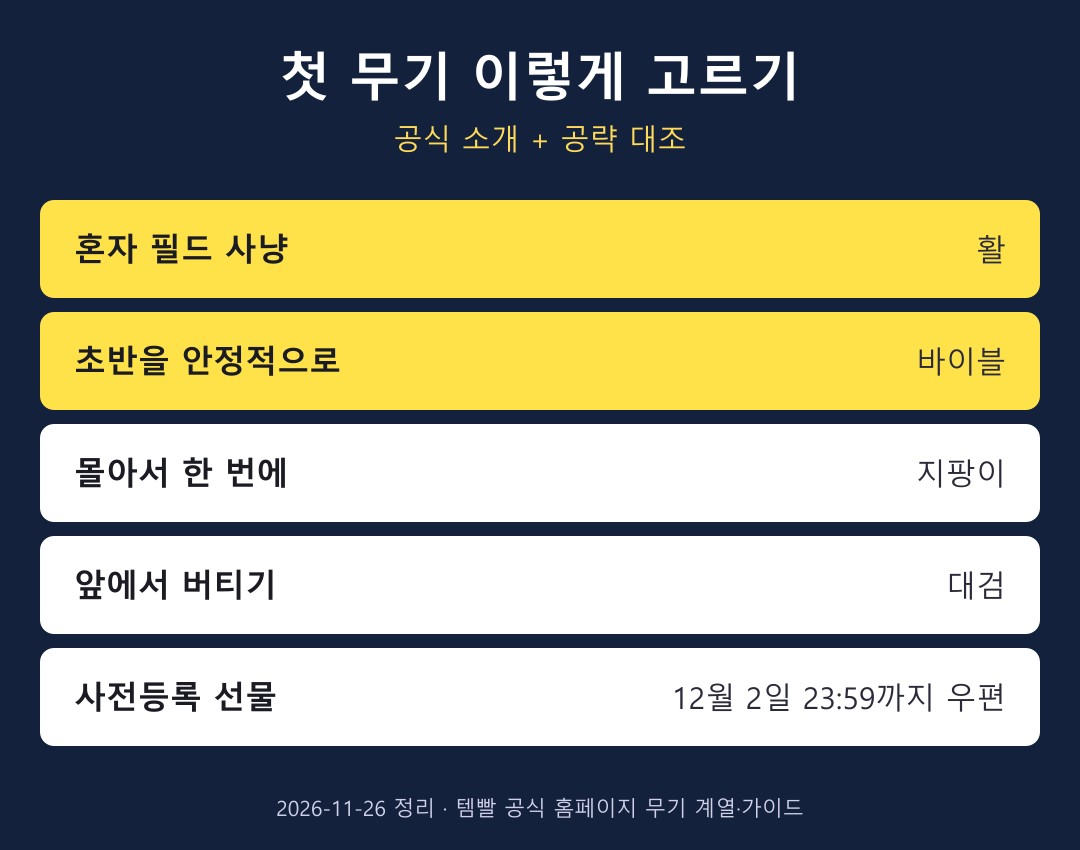 첫 무기 이렇게 고르기
공식 소개 + 공략 대조
혼자 필드 사냥 활
초반을 안정적으로 바이블
몰아서 한 번에 지팡이
앞에서 버티기 대검
사전등록 선물 12월 2일 23:59까지 우편
2026-11-26 정리 · 템빨 공식 홈페이지 무기 계열·가이드